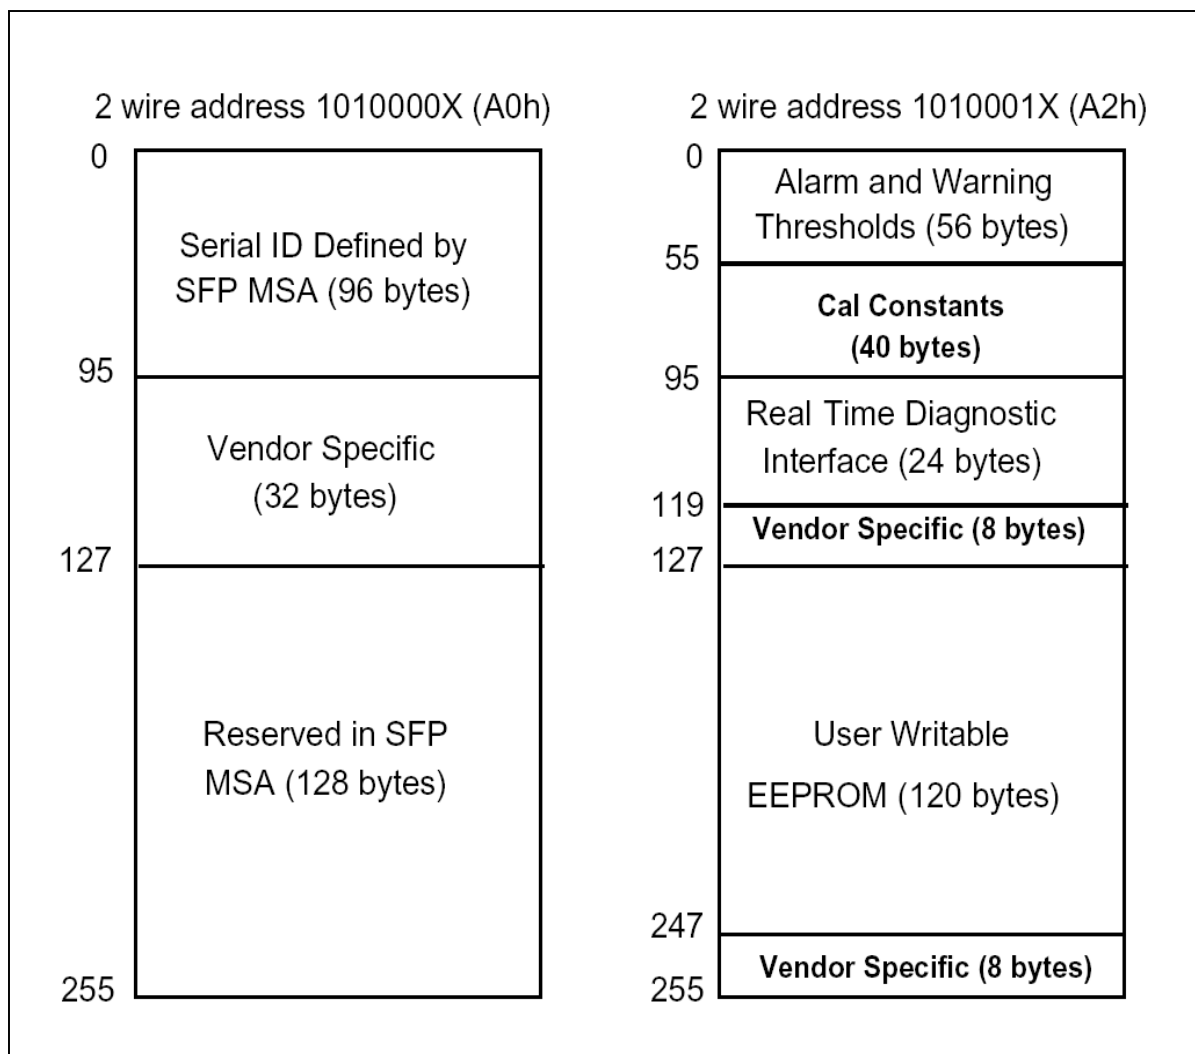 2 wire address 1010000X (A0h)
0
Serial ID Defined by
SFP MSA (96 bytes)
95
Vendor Specific
(32 bytes)
127
Reserved in SFP
MSA (128 bytes)
255
2 wire address 1010001X (A2h)
0
Alarm and Warning
Thresholds (56 bytes)
55
Cal Constants
(40 bytes)
95
Real Time Diagnostic
Interface (24 bytes)
119
Vendor Specific (8 bytes)
127
User Writable
EEPROM (120 bytes)
247
Vendor Specific (8 bytes)
255